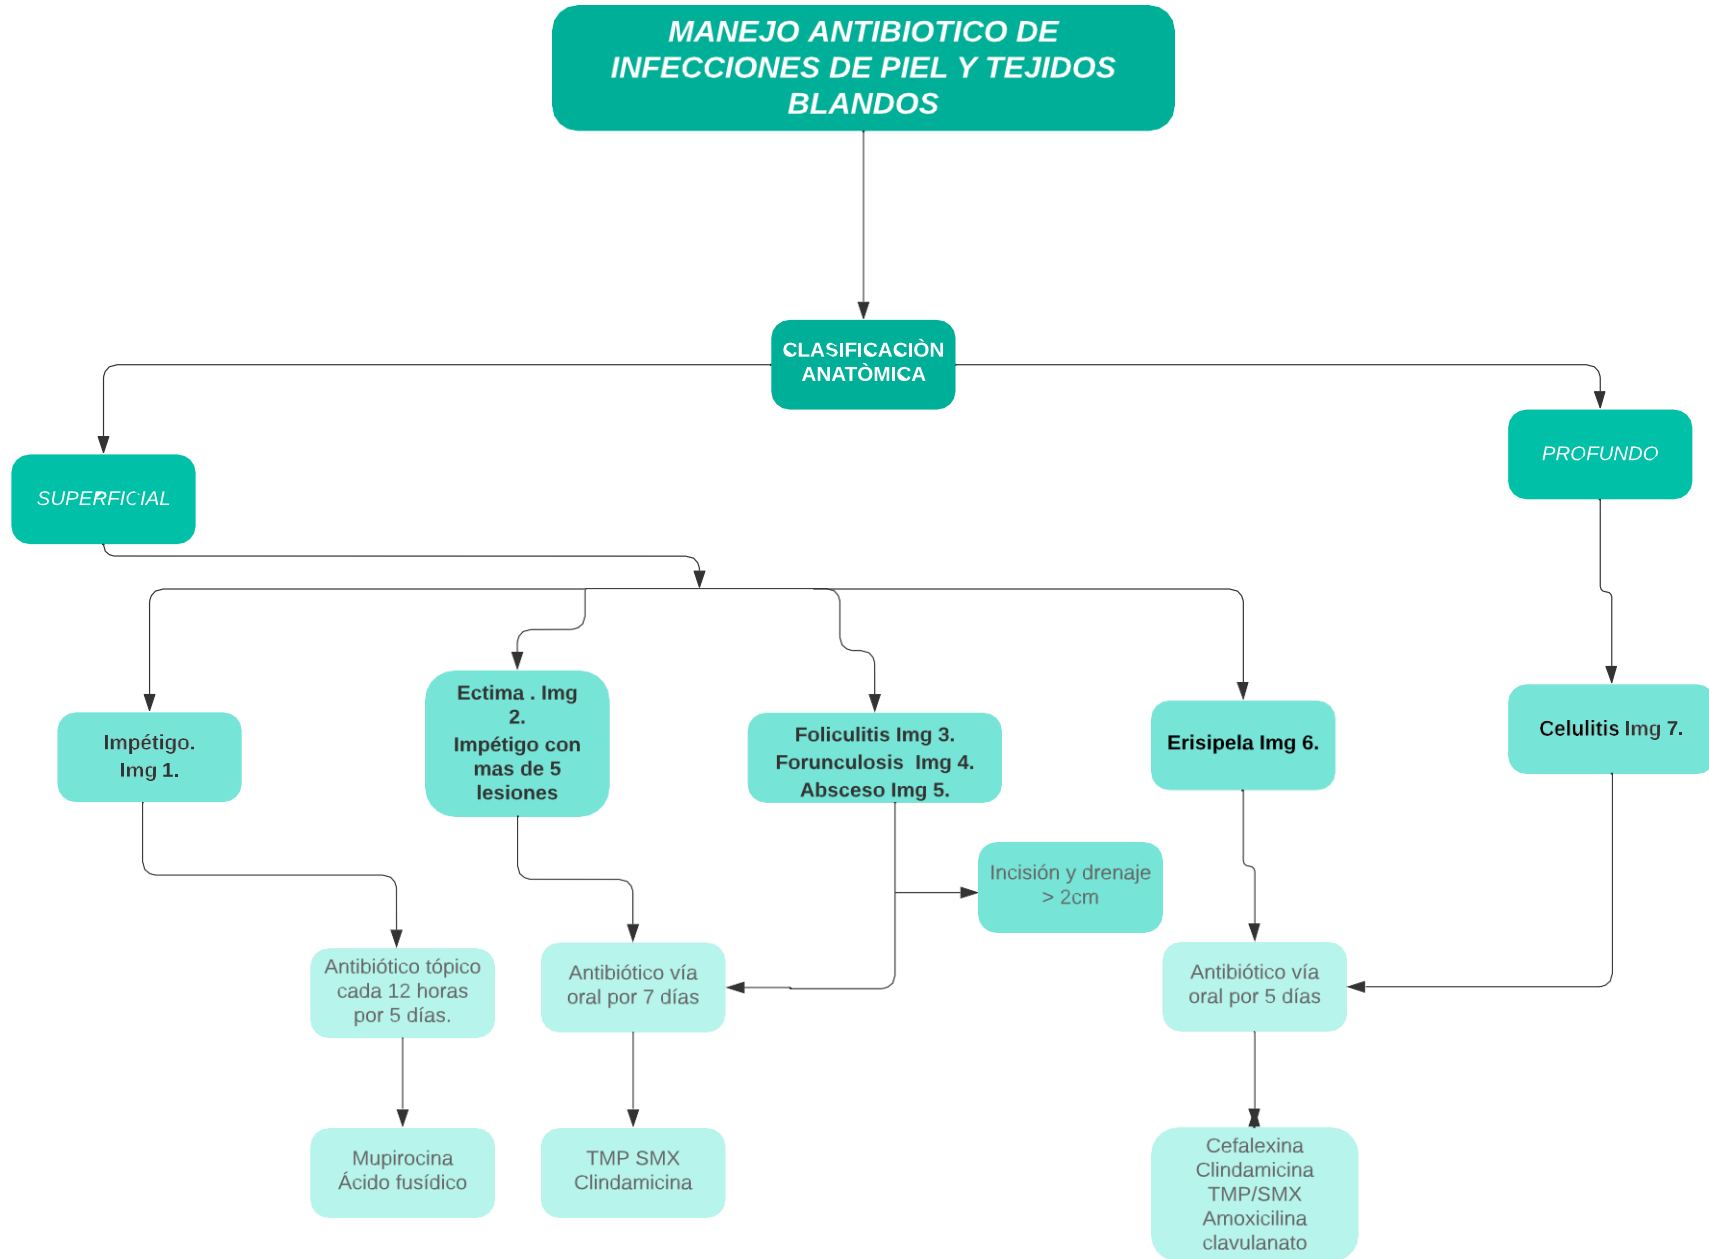 MANEJO ANTIBIOTICO DE
INFECCIONES DE PIEL Y TEJIDOS
BLANDOS
CLASIFICACIÒN
ANATÒMICA
SUPERFICIAL
PROFUNDO
Impétigo.
Img 1.
Ectima . Img
2.
Impétigo con
mas de 5
lesiones
Foliculitis Img 3.
Forunculosis  Img 4.
Absceso Img 5.
Erisipela Img 6.
Celulitis Img 7.
Incisión y drenaje
> 2cm
Antibiótico tópico
cada 12 horas
por 5 días.
Antibiótico vía
oral por 7 días
Antibiótico vía
oral por 5 días
Mupirocina
Ácido fusídico
TMP SMX
Clindamicina
Cefalexina
Clindamicina
TMP/SMX
Amoxicilina
clavulanato